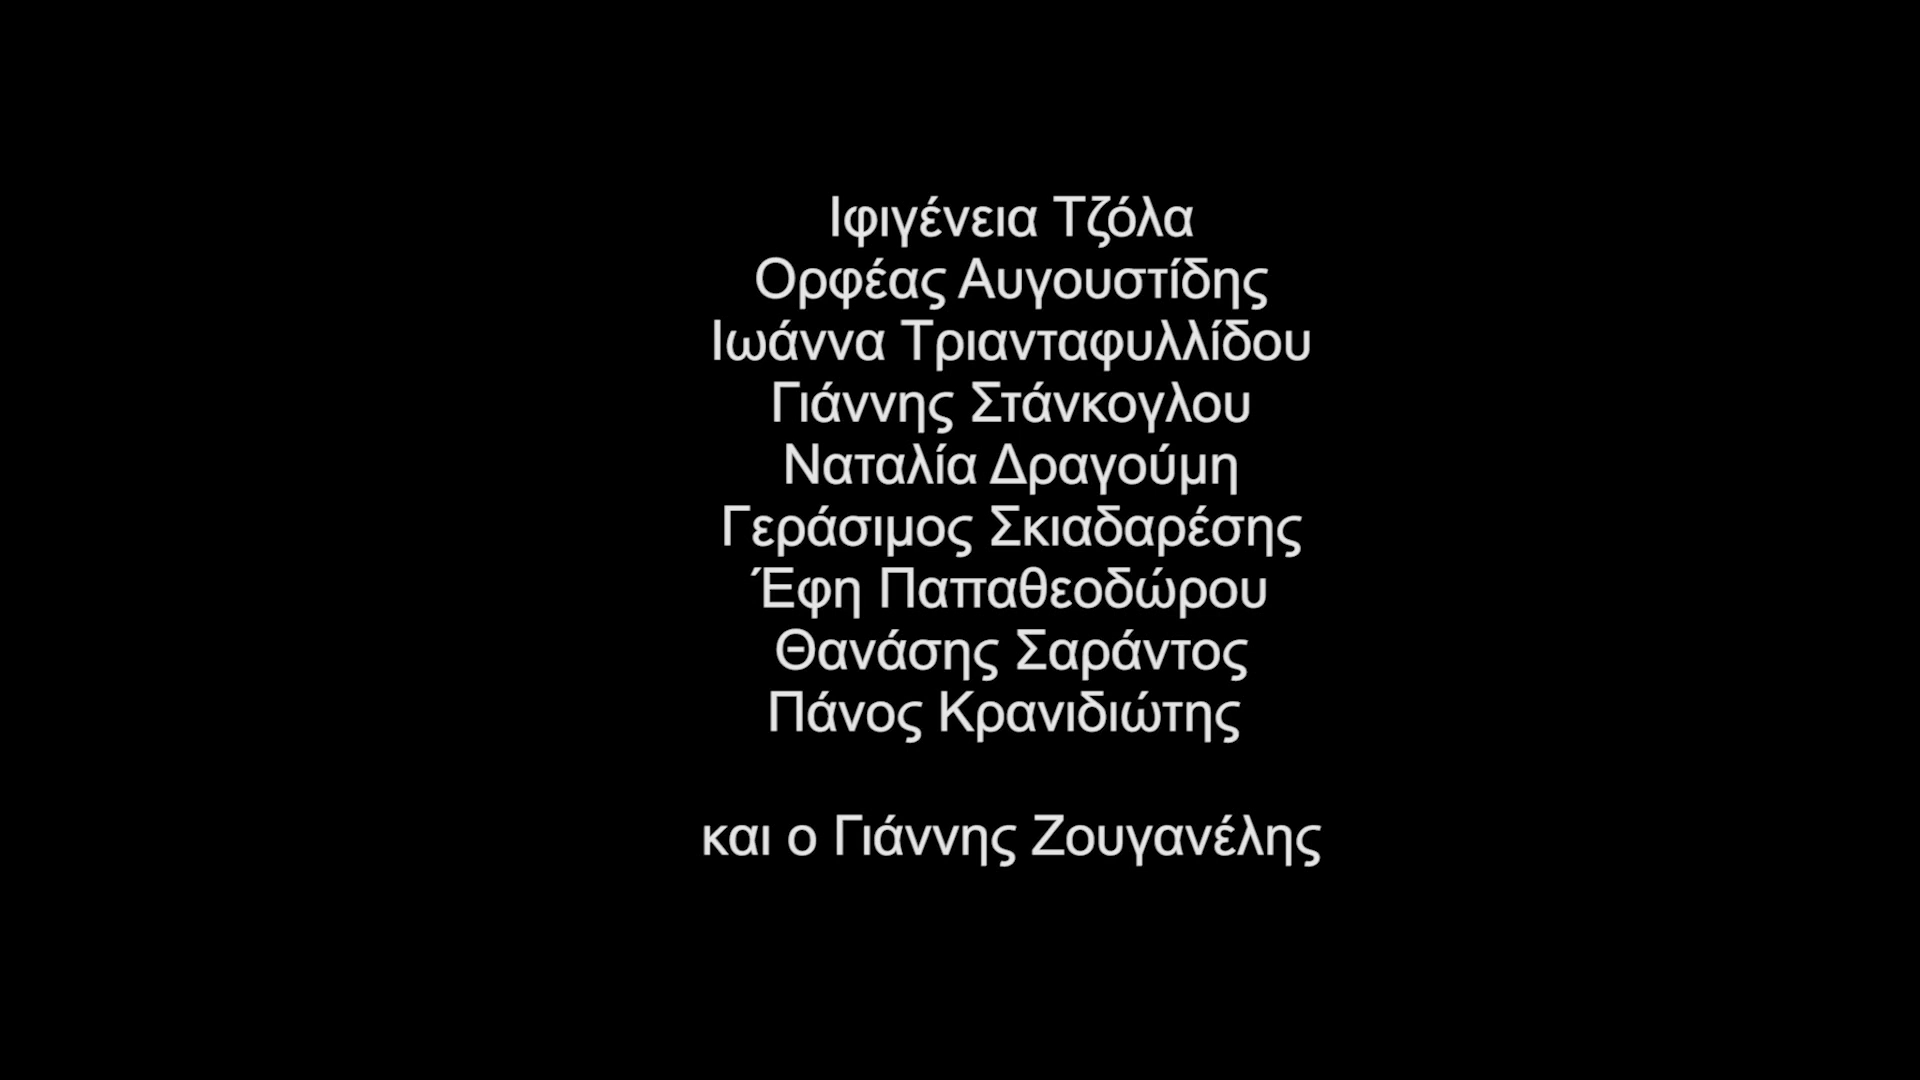 Ιφιγένεια Τζόλα
Ορφέας Αυγουστίδης
Ιωάννα Τριανταφυλλίδου
Γιάννης Στάνκογλου
Ναταλία Δραγούμη
Γεράσιμος Σκιαδαρέσης
Έφη Παπαθεοδώρου
Θανάσης Σαράντος
Πάνος Κρανιδιώτης
και ο Γιάννης Ζουγανέλης